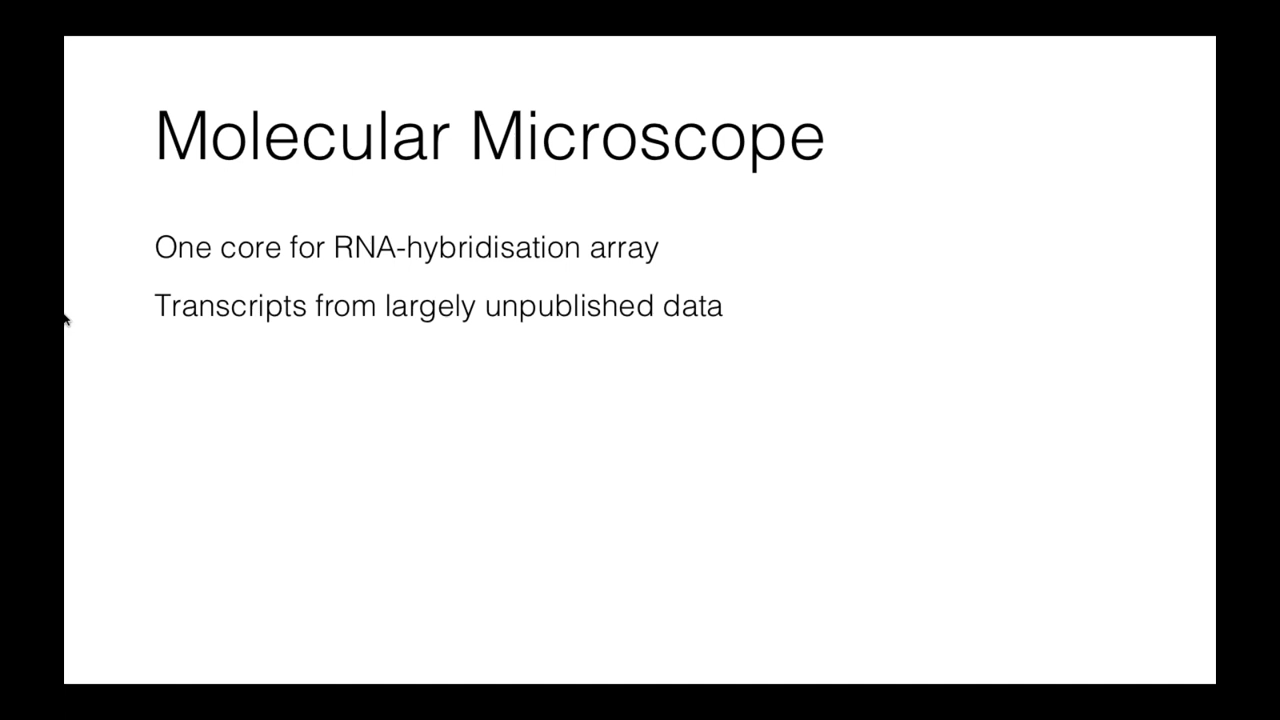 Molecular Microscope
One core for RNA-hybridisation array
Transcripts from largely unpublished data